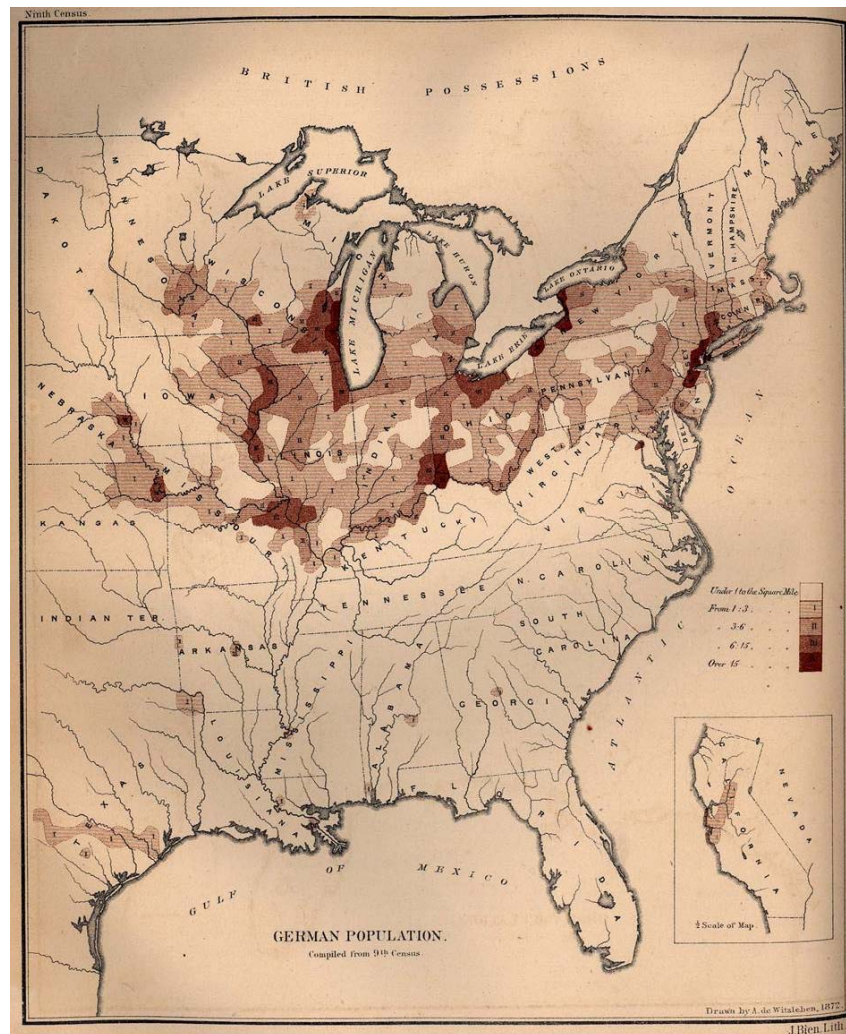 Ninth Census.
BRITISH POSSESSIONS
LAKE SUPERIOR
MAINE
DAKOTA
MINNESOTA
MICHIGAN
LAKE HURON
VERMONT
N. HAMPSHIRE
WISCONSIN
LAKE MICHIGAN
LAKE ONTARIO
NEW YORK
MASS
CONN
LAKE ERIE
NEBRASKA
IOWA
PENNSYLVANIA
ILLINOIS
INDIANA
OHIO
DEL
WEST VIRGINIA
VIRGINIA
KANSAS
MISSOURI
KENTUCKY
OCEAN
ATLANTIC
TENNESSEE
N. CAROLINA
INDIAN TER.
ARKANSAS
SOUTH
CAROLINA
MISSISSIPPI
ALABAMA
GEORGIA
LOUISIANA
TEXAS
FLORIDA
GULF OF MEXICO
Under 1 to the Square Mile
From 1:3 . . .
I
" 3-6 . . . .
II
" 6-15 . . . .
III
Over 15 . . . .
CALIFORNIA
NEVADA
½ Scale of Map.
GERMAN POPULATION.
Compiled from 9th Census.
Drawn by A. de Witzleben, 1872.
J. Bien, Lith